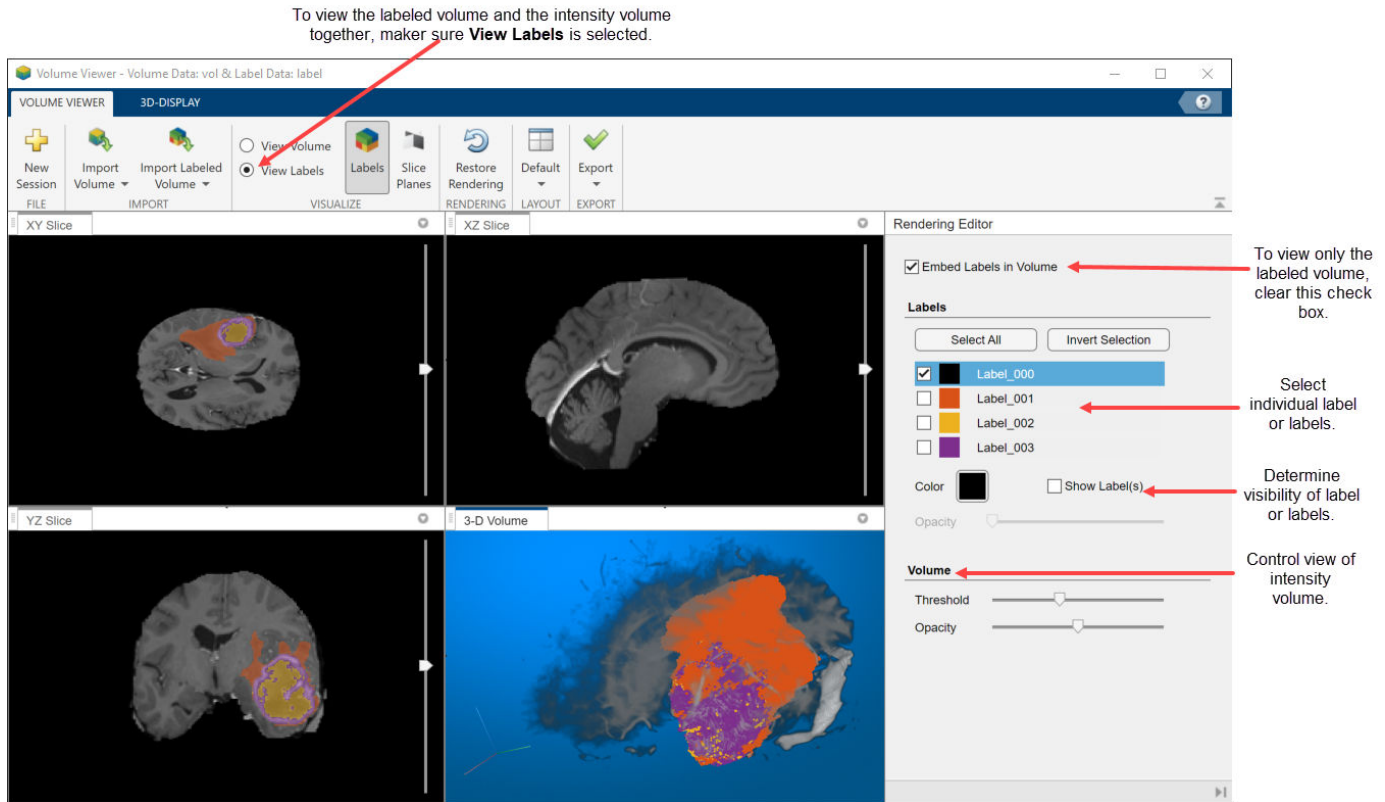 To view the labeled volume and the intensity volume
together, maker sure View Labels is selected.
Volume Viewer - Volume Data: vol & Label Data: label
VOLUME VIEWER
3D-DISPLAY
?
New
Session
Import
Volume
Import Labeled
Volume
View Volume
View Labels
Labels
Slice
Planes
Restore
Rendering
Default
Export
FILE
IMPORT
VISUALIZE
RENDERING
LAYOUT
EXPORT
XY Slice
XZ Slice
Rendering Editor
Embed Labels in Volume
To view only the
labeled volume,
clear this check
box.
Labels
Select All
Invert Selection
Label_000
Label_001
Label_002
Label_003
Select
individual label
or labels.
Color
Show Label(s)
Determine
visibility of label
or labels.
Opacity
YZ Slice
3-D Volume
Volume
Control view of
intensity
volume.
Threshold
Opacity